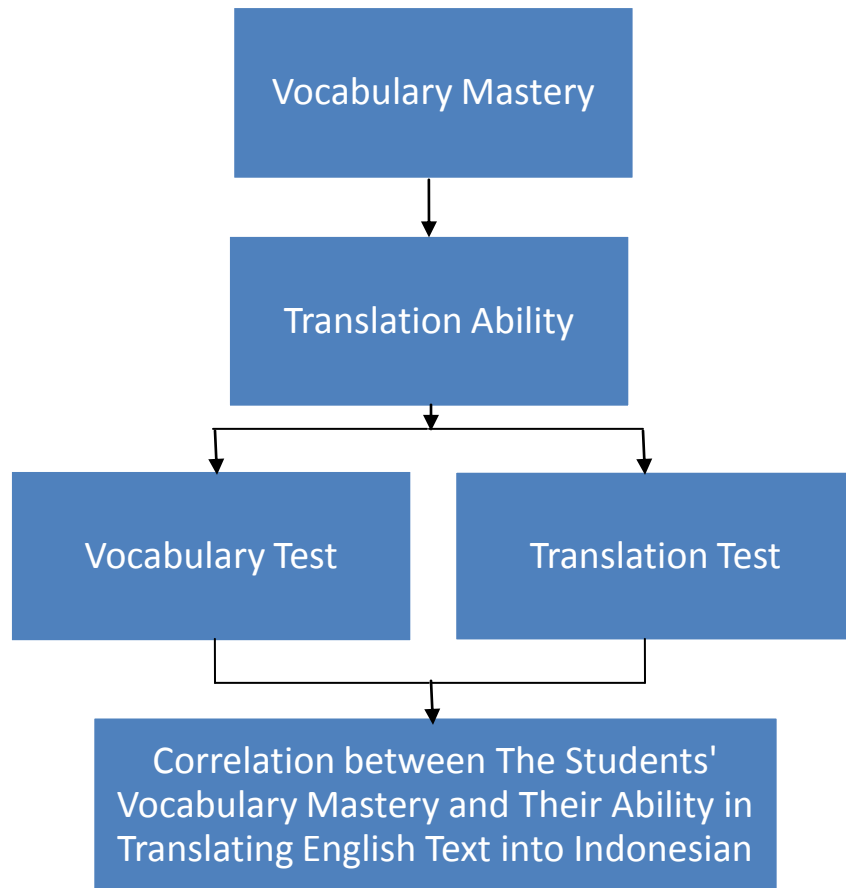 Vocabulary Mastery
Translation Ability
Vocabulary Test
Translation Test
Correlation between The Students'
Vocabulary Mastery and Their Ability in
Translating English Text into Indonesian